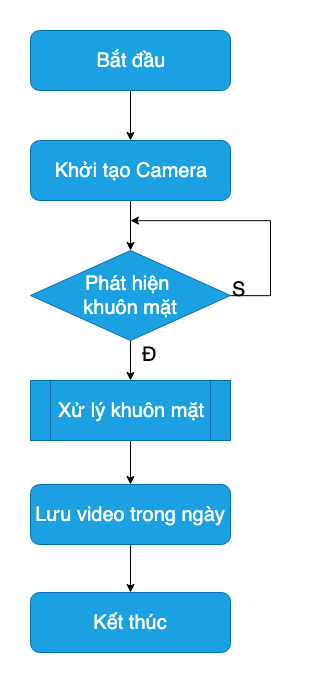 Bắt đầu
Khởi tạo Camera
Phát hiện
khuôn mặt
S
Đ
Xử lý khuôn mặt
Lưu video trong ngày
Kết thúc